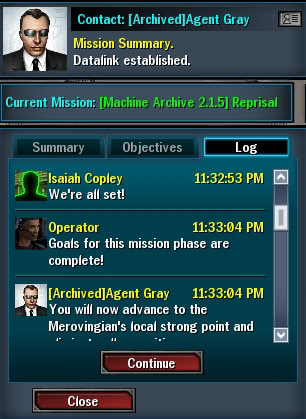 Contact: [Archived]Agent Gray
Mission Summary.
Datalink established.
Current Mission: [Machine Archive 2.1.5] Reprisal
Summary
Objectives
Log
Isaiah Copley 11:32:53 PM
We're all set!
Operator 11:33:04 PM
Goals for this mission phase are
complete!
[Archived]Agent Gray 11:33:04 PM
You will now advance to the
Merovingian's local strong point and
Continue
Close